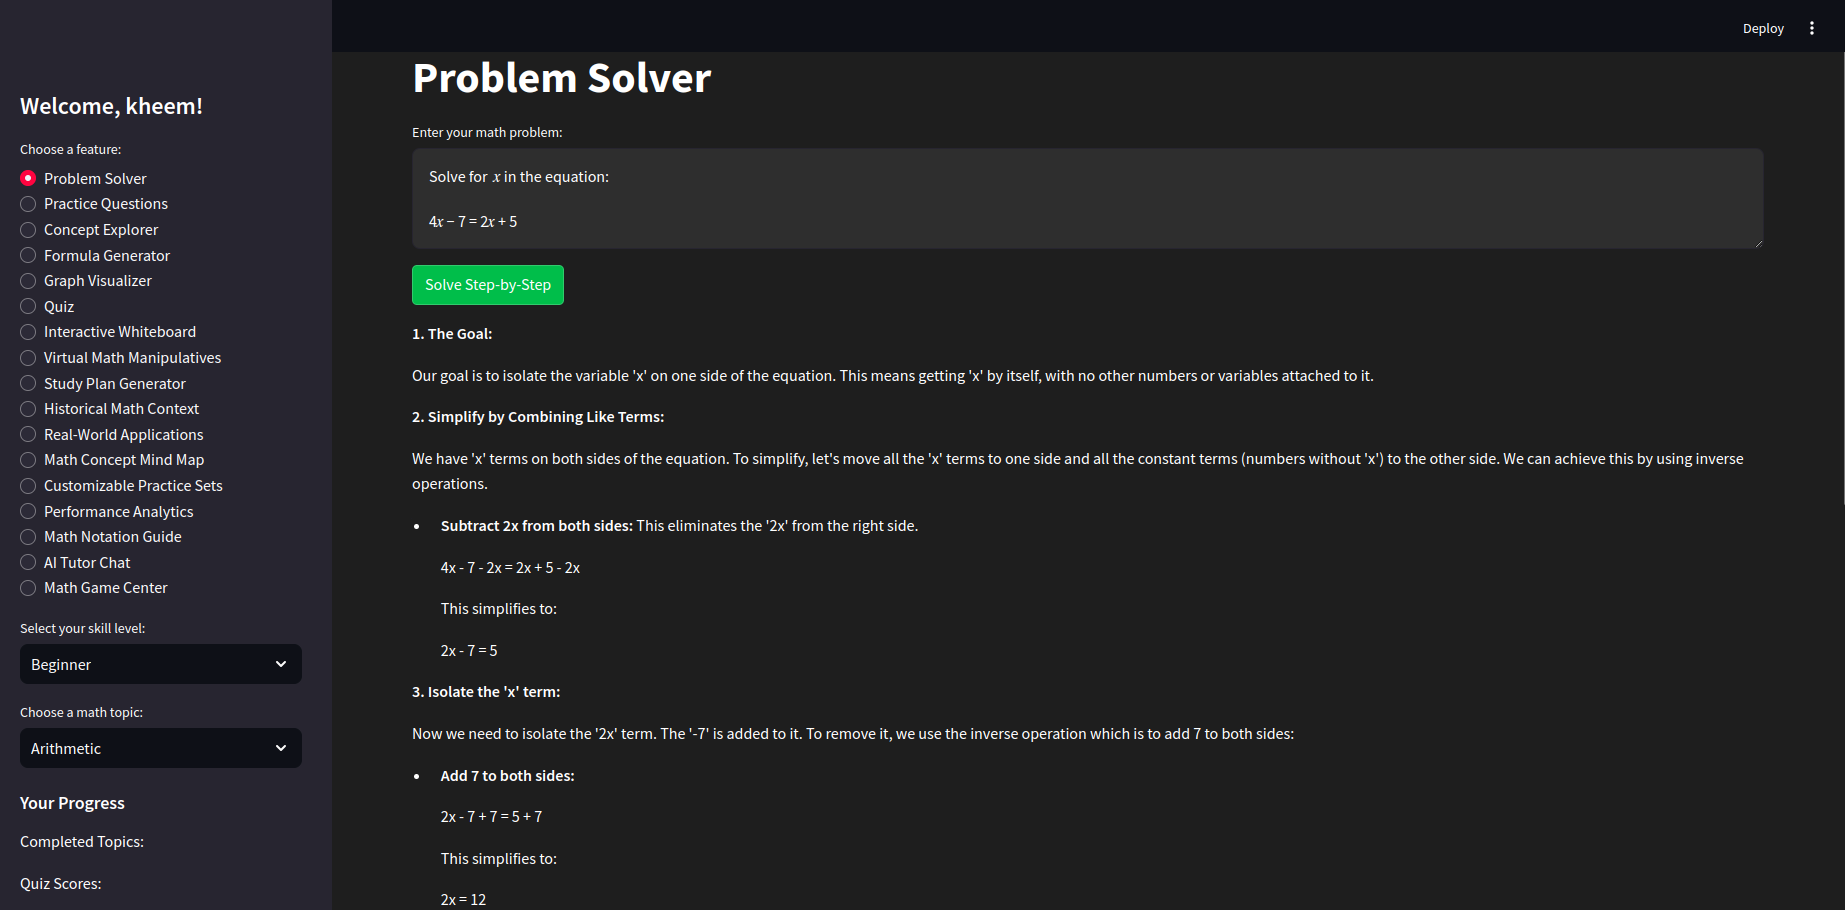 Deploy
Welcome, kheem!
Choose a feature:
Problem Solver
Practice Questions
Concept Explorer
Formula Generator
Graph Visualizer
Quiz
Interactive Whiteboard
Virtual Math Manipulatives
Study Plan Generator
Historical Math Context
Real-World Applications
Math Concept Mind Map
Customizable Practice Sets
Performance Analytics
Math Notation Guide
AI Tutor Chat
Math Game Center
Select your skill level:
Beginner
Choose a math topic:
Arithmetic
Your Progress
Completed Topics:
Quiz Scores:
Problem Solver
Enter your math problem:
Solve for 𝑥 in the equation:
4𝑥 − 7 = 2𝑥 + 5
Solve Step-by-Step
1. The Goal:
Our goal is to isolate the variable 'x' on one side of the equation. This means getting 'x' by itself, with no other numbers or variables attached to it.
2. Simplify by Combining Like Terms:
We have 'x' terms on both sides of the equation. To simplify, let's move all the 'x' terms to one side and all the constant terms (numbers without 'x') to the other side. We can achieve this by using inverse
operations.
• Subtract 2x from both sides: This eliminates the '2x' from the right side.
4x - 7 - 2x = 2x + 5 - 2x
This simplifies to:
2x - 7 = 5
3. Isolate the 'x' term:
Now we need to isolate the '2x' term. The '-7' is added to it. To remove it, we use the inverse operation which is to add 7 to both sides:
• Add 7 to both sides:
2x - 7 + 7 = 5 + 7
This simplifies to:
2x = 12